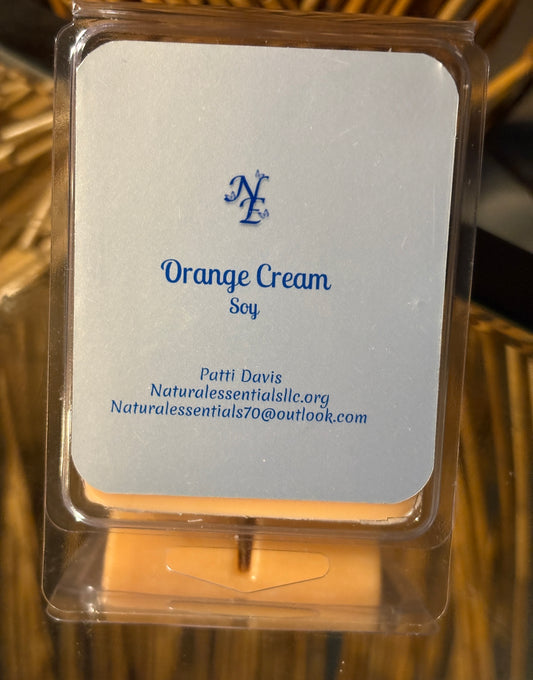 NE
Orange Cream
Soy
Patti Davis
Naturalessentialsllc.org
Naturalessentials70@outlook.com